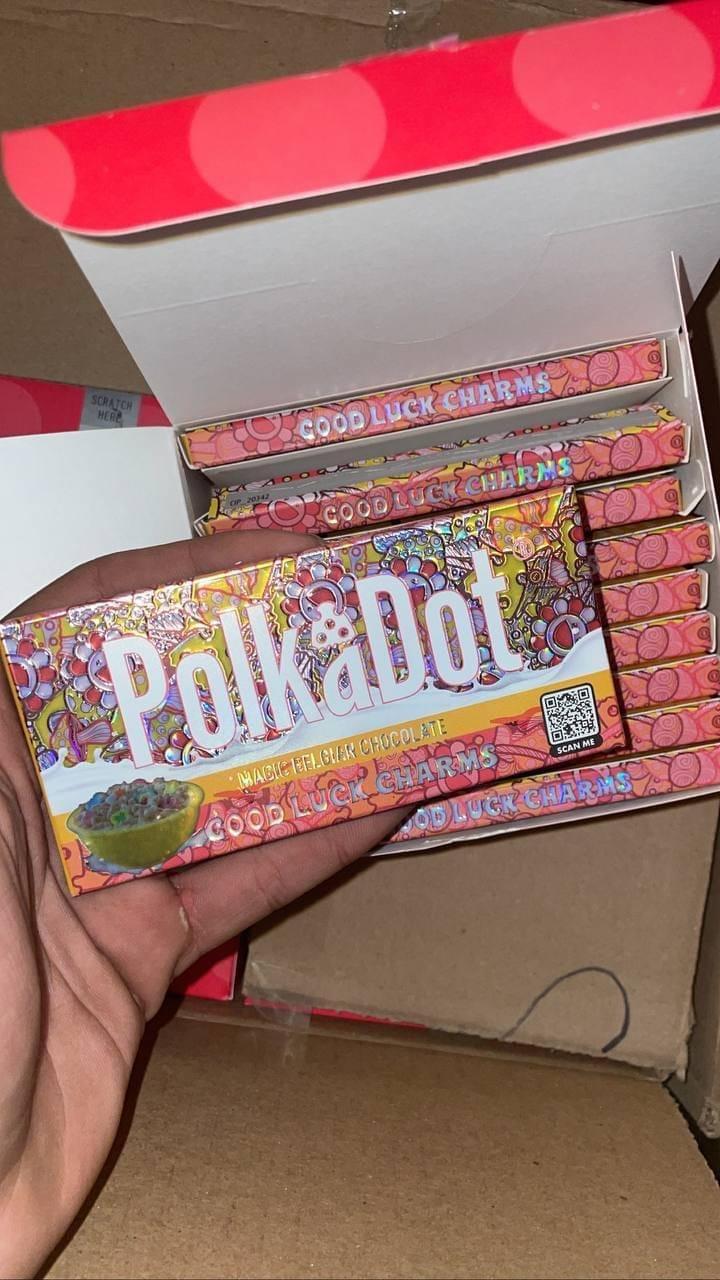 SCRATCH
HERE
GOOD LUCK CHARMS
CIP_20342
GOOD LUCK CHARMS
PolkaDot
MAGIC BELGIAN CHOCOLATE
SCAN ME
GOOD LUCK CHARMS
GOOD LUCK CHARMS